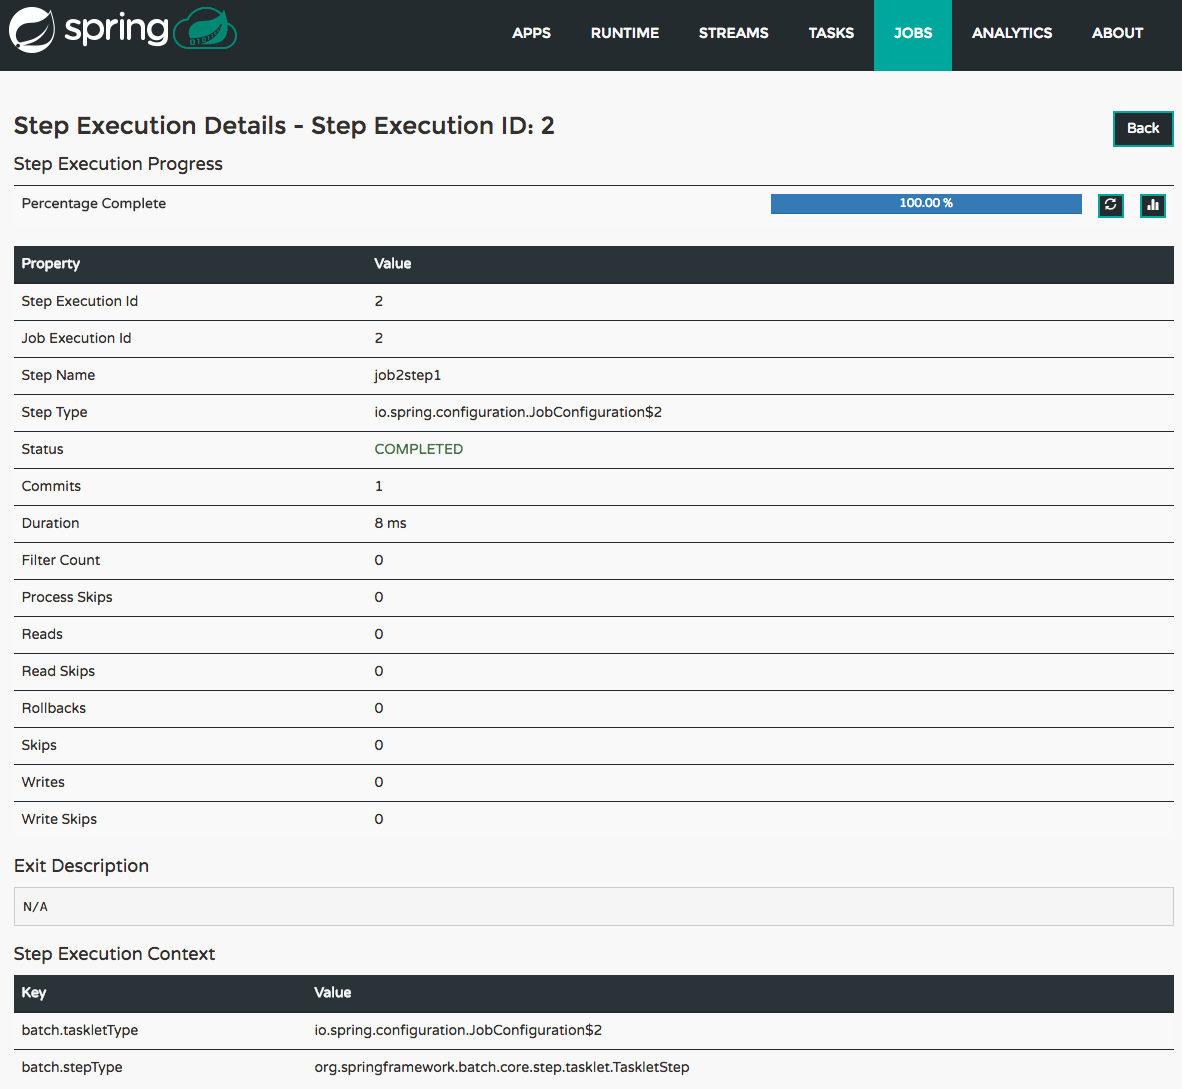 spring
APPS RUNTIME STREAMS TASKS JOBS ANALYTICS ABOUT
Step Execution Details - Step Execution ID: 2
Back
Step Execution Progress
Percentage Complete 100.00 %
Property Value
Step Execution Id 2
Job Execution Id 2
Step Name job2step1
Step Type io.spring.configuration.JobConfiguration$2
Status COMPLETED
Commits 1
Duration 8 ms
Filter Count 0
Process Skips 0
Reads 0
Read Skips 0
Rollbacks 0
Skips 0
Writes 0
Write Skips 0
Exit Description
N/A
Step Execution Context
Key Value
batch.taskletType io.spring.configuration.JobConfiguration$2
batch.stepType org.springframework.batch.core.step.tasklet.TaskletStep